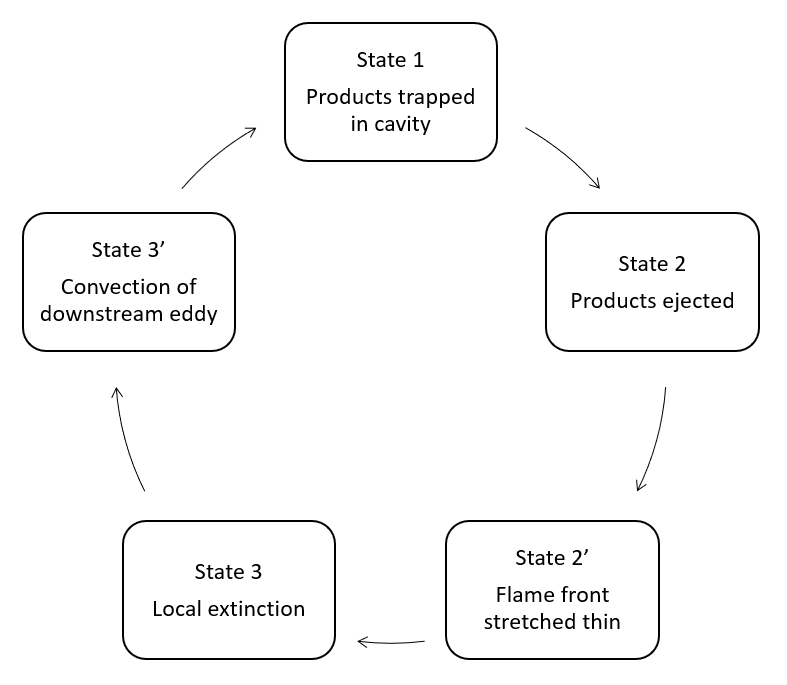 State 1
Products trapped
in cavity
State 2
Products ejected
State 2’
Flame front
stretched thin
State 3
Local extinction
State 3’
Convection of
downstream eddy